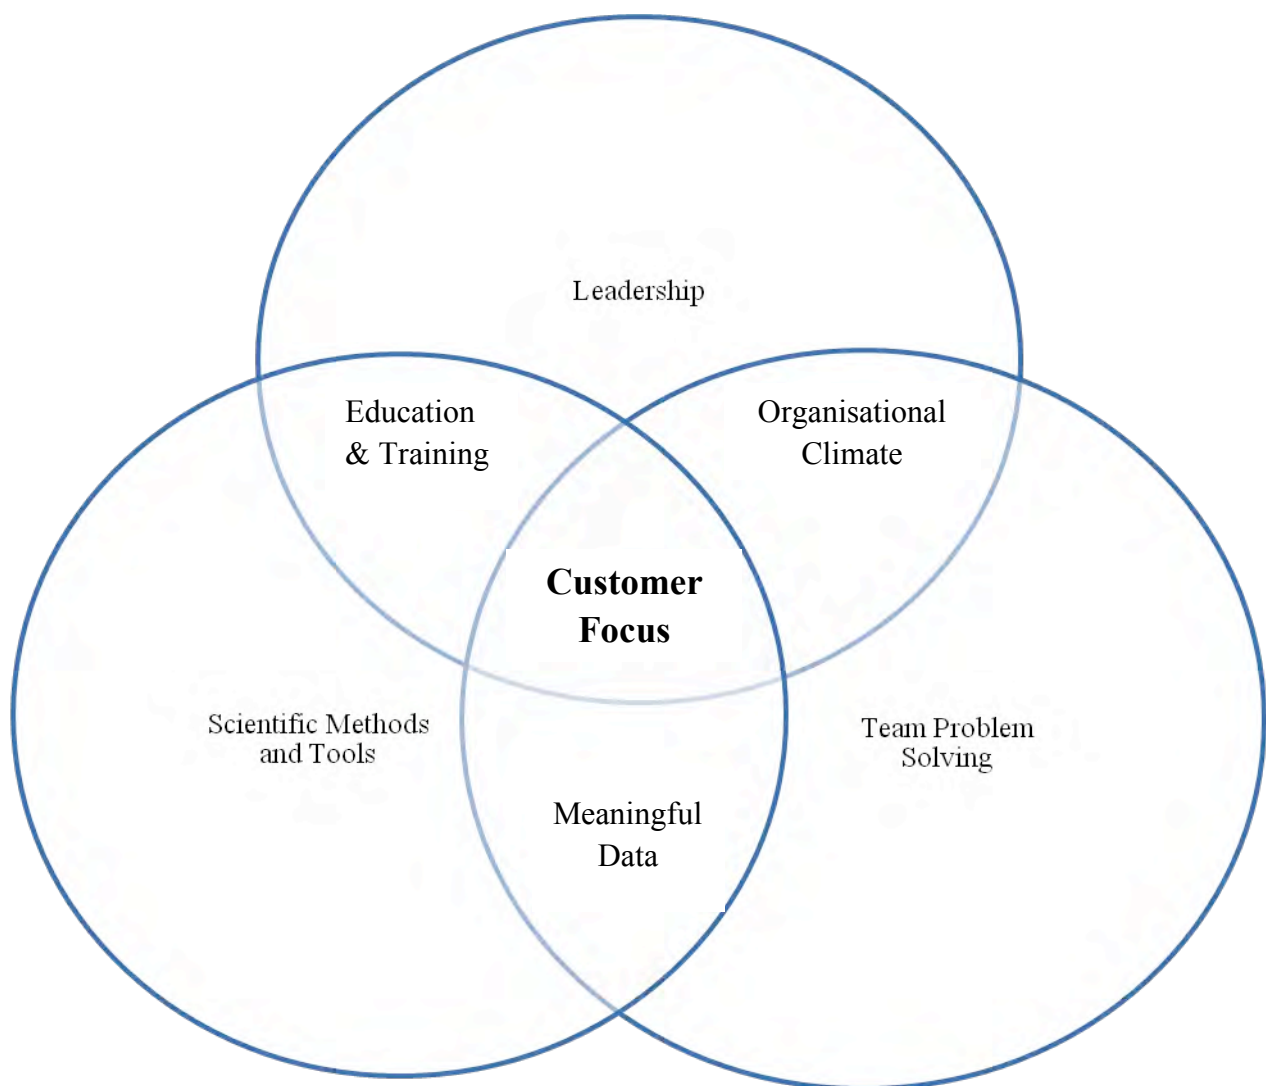 Leadership
Education
& Training
Organisational
Climate
Customer
Focus
Scientific Methods
and Tools
Team Problem
Solving
Meaningful
Data